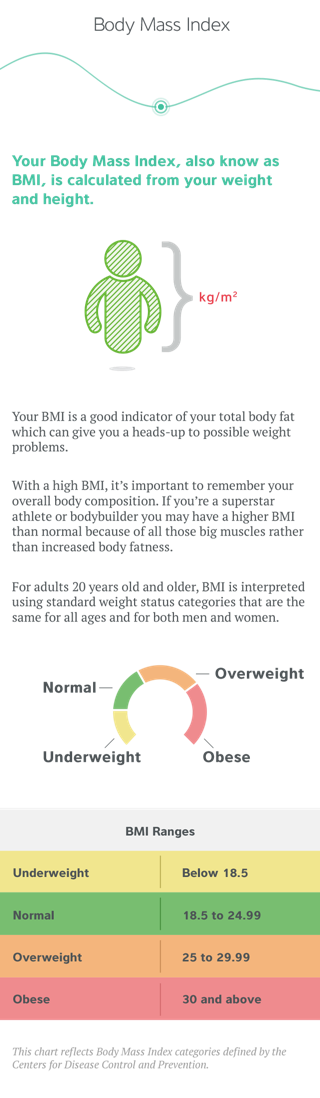 Body Mass Index
Your Body Mass Index, also know as
BMI, is calculated from your weight
and height.
kg/m²
Your BMI is a good indicator of your total body fat
which can give you a heads-up to possible weight
problems.
With a high BMI, it's important to remember your
overall body composition. If you're a superstar
athlete or bodybuilder you may have a higher BMI
than normal because of all those big muscles rather
than increased body fatness.
For adults 20 years old and older, BMI is interpreted
using standard weight status categories that are the
same for all ages and for both men and women.
Overweight
Normal
Underweight
Obese
BMI Ranges
Underweight Below 18.5
Normal 18.5 to 24.99
Overweight 25 to 29.99
Obese 30 and above
This chart reflects Body Mass Index categories defined by the
Centers for Disease Control and Prevention.